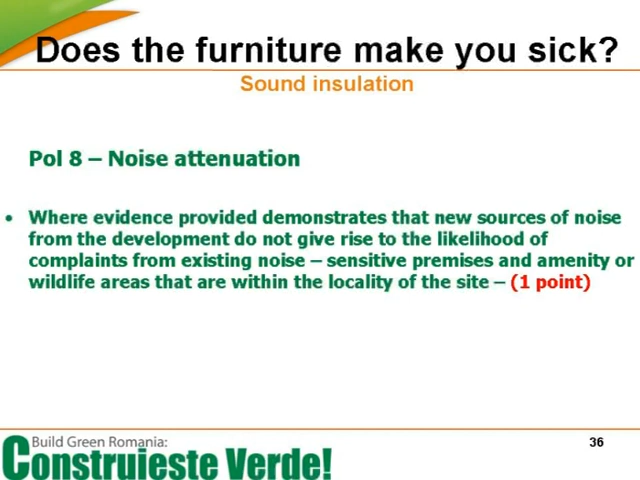 Does the furniture make you sick?
Sound insulation
Pol 8 – Noise attenuation
• Where evidence provided demonstrates that new sources of noise
from the development do not give rise to the likelihood of
complaints from existing noise – sensitive premises and amenity or
wildlife areas that are within the locality of the site – (1 point)
Build Green Romania:
Construieste Verde!
36